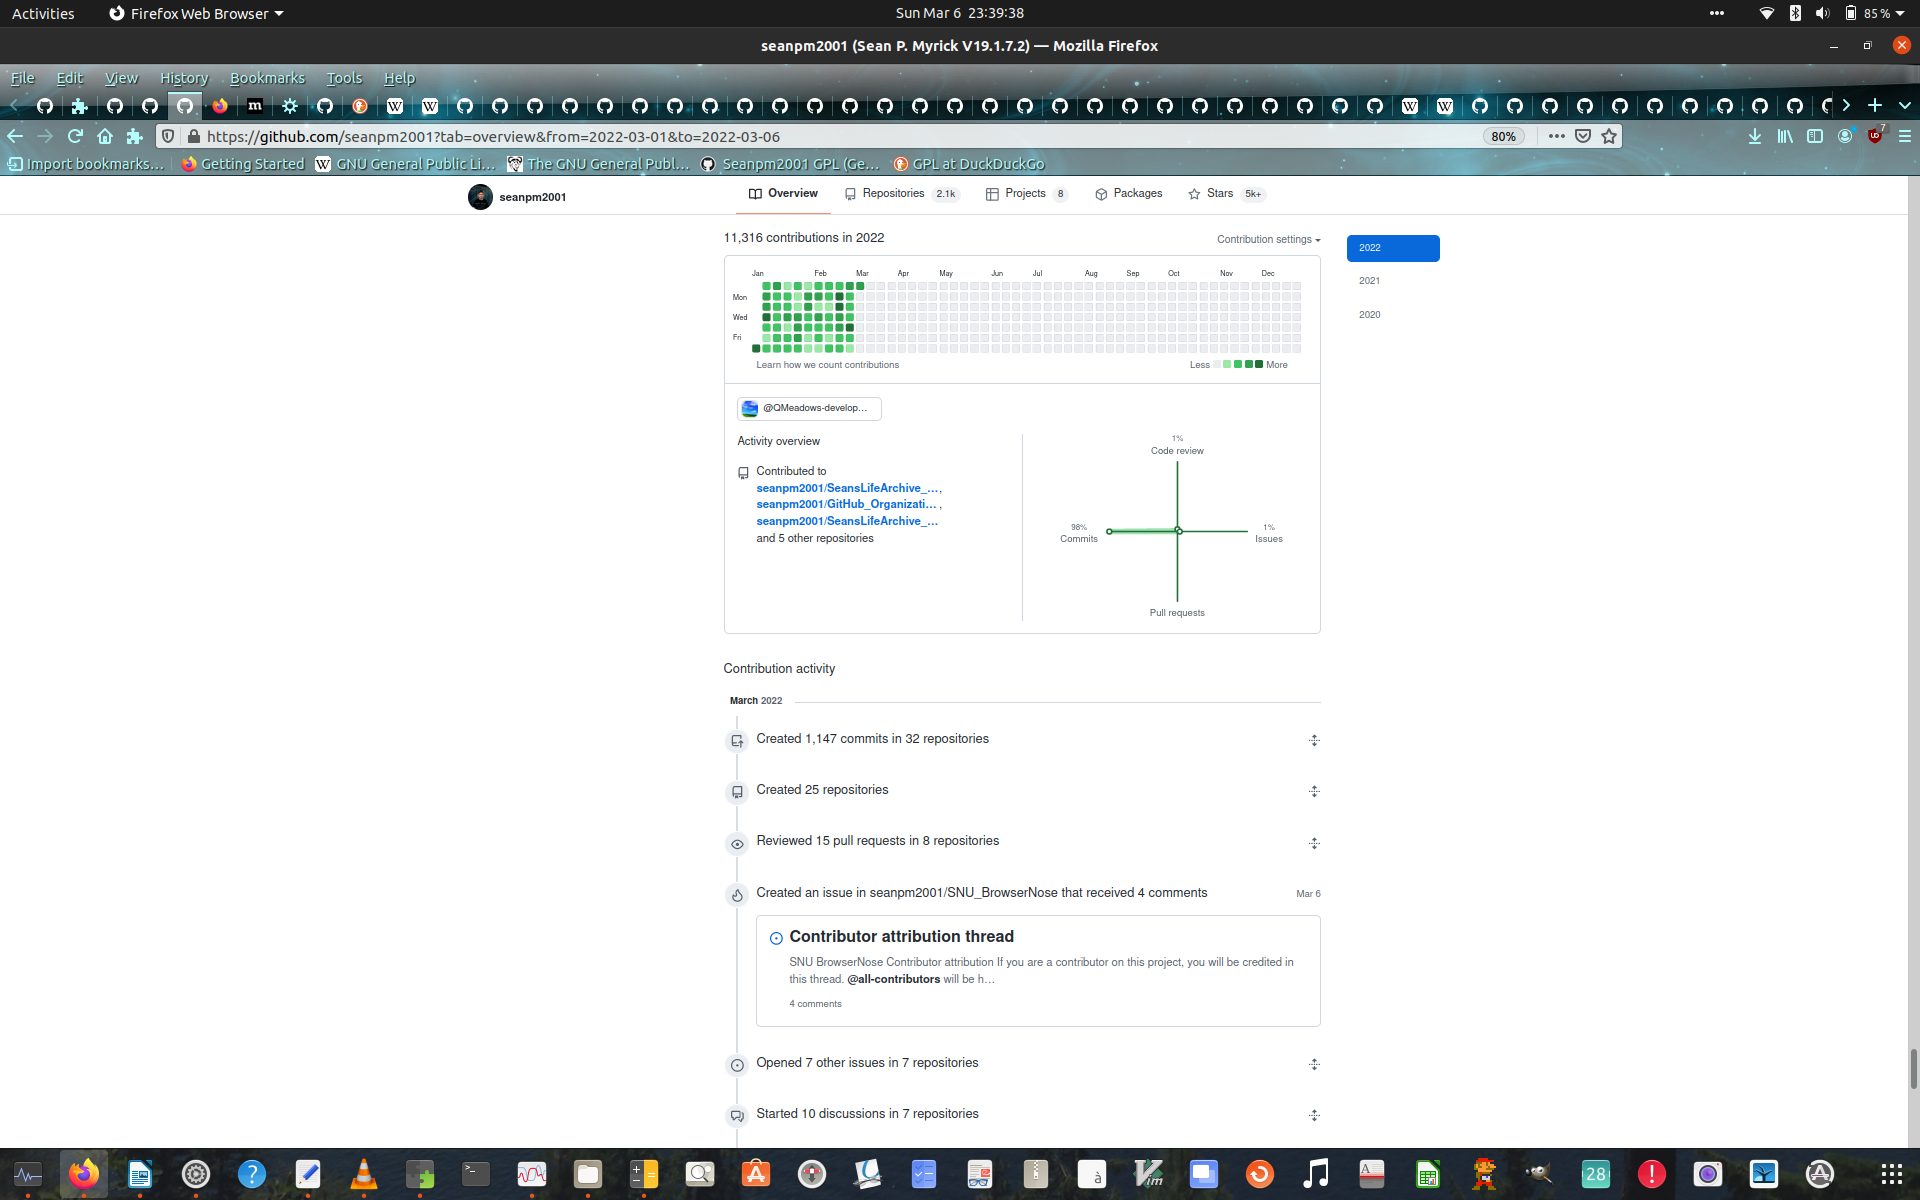 Activities
Firefox Web Browser
Sun Mar 6 23:39:38
85 %
seanpm2001 (Sean P. Myrick V19.1.7.2) — Mozilla Firefox
File Edit View History Bookmarks Tools Help
https://github.com/seanpm2001?tab=overview&from=2022-03-01&to=2022-03-06
80%
7
Import bookmarks…
Getting Started
GNU General Public Li…
The GNU General Publ…
Seanpm2001 GPL (Ge…
GPL at DuckDuckGo
seanpm2001
Overview
Repositories 2.1k
Projects 8
Packages
Stars 5k+
11,316 contributions in 2022
Contribution settings
2022
2021
2020
Jan Feb Mar Apr May Jun Jul Aug Sep Oct Nov Dec
Mon
Wed
Fri
Learn how we count contributions
Less
More
@QMeadows-develop…
Activity overview
Contributed to
seanpm2001/SeansLifeArchive_…,
seanpm2001/GitHub_Organizati…,
seanpm2001/SeansLifeArchive_…
and 5 other repositories
1%
Code review
98%
Commits
1%
Issues
Pull requests
Contribution activity
March 2022
Created 1,147 commits in 32 repositories
Created 25 repositories
Reviewed 15 pull requests in 8 repositories
Created an issue in seanpm2001/SNU_BrowserNose that received 4 comments
Mar 6
Contributor attribution thread
SNU BrowserNose Contributor attribution If you are a contributor on this project, you will be credited in
this thread. @all-contributors will be h…
4 comments
Opened 7 other issues in 7 repositories
Started 10 discussions in 7 repositories
28